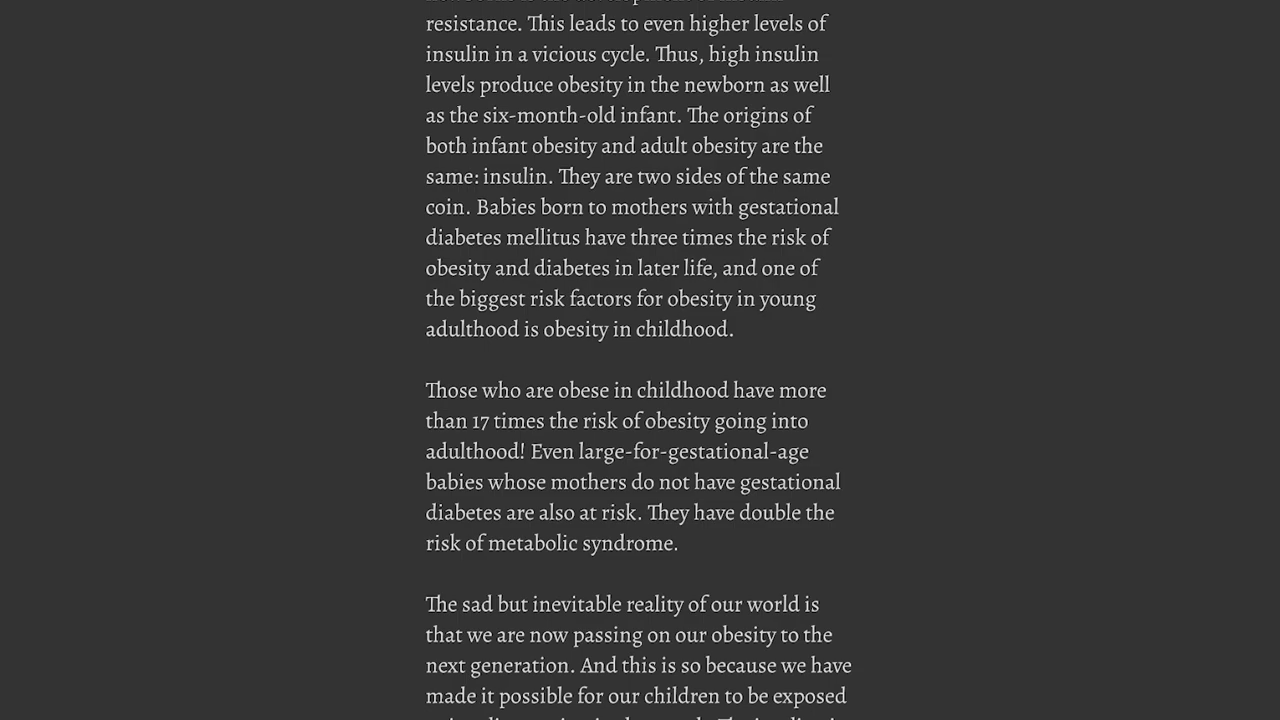 resistance. This leads to even higher levels of
insulin in a vicious cycle. Thus, high insulin
levels produce obesity in the newborn as well
as the six-month-old infant. The origins of
both infant obesity and adult obesity are the
same: insulin. They are two sides of the same
coin. Babies born to mothers with gestational
diabetes mellitus have three times the risk of
obesity and diabetes in later life, and one of
the biggest risk factors for obesity in young
adulthood is obesity in childhood.
Those who are obese in childhood have more
than 17 times the risk of obesity going into
adulthood! Even large-for-gestational-age
babies whose mothers do not have gestational
diabetes are also at risk. They have double the
risk of metabolic syndrome.
The sad but inevitable reality of our world is
that we are now passing on our obesity to the
next generation. And this is so because we have
made it possible for our children to be exposed